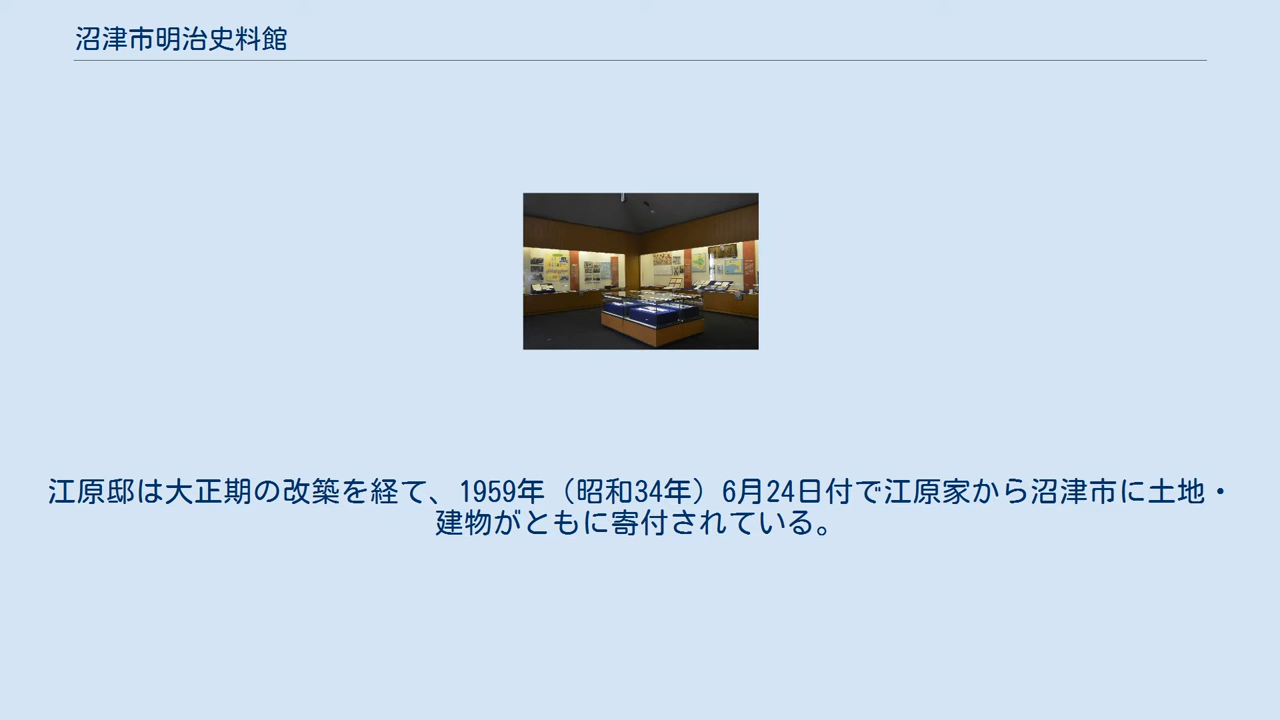 沼津市明治史料館
江原邸は大正期の改築を経て、1959年（昭和34年）6月24日付で江原家から沼津市に土地・
建物がともに寄付されている。